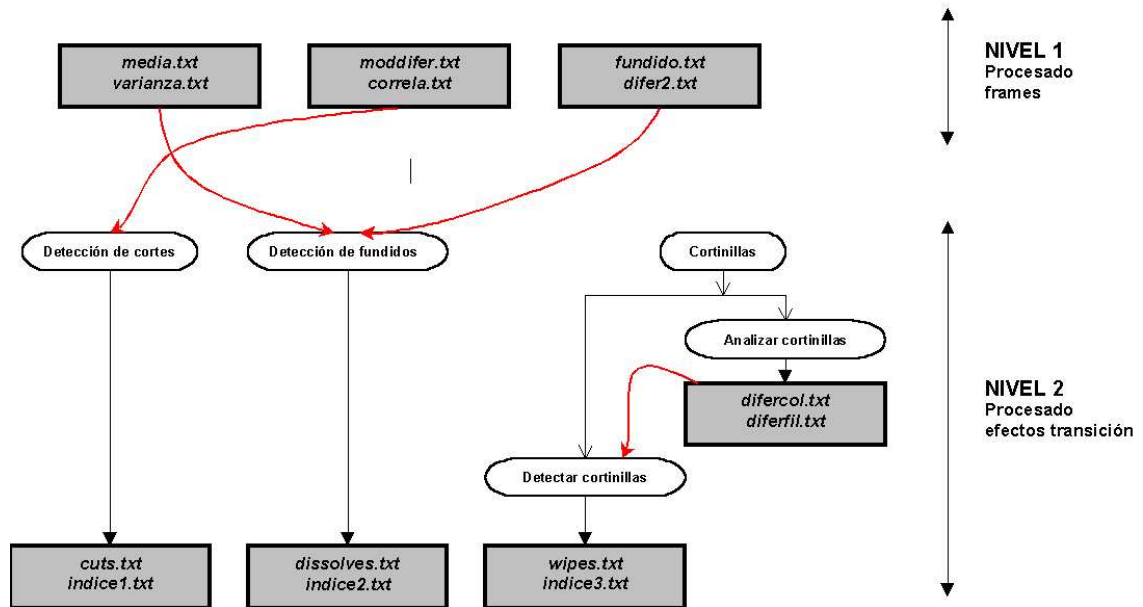 media.txt
varianza.txt
moddifer.txt
correla.txt
fundido.txt
difer2.txt
NIVEL 1
Procesado
frames
Detección de cortes
Detección de fundidos
Cortinillas
Analizar cortinillas
difercol.txt
diferfil.txt
NIVEL 2
Procesado
efectos transición
Detectar cortinillas
cuts.txt
indice1.txt
dissolves.txt
indice2.txt
wipes.txt
indice3.txt